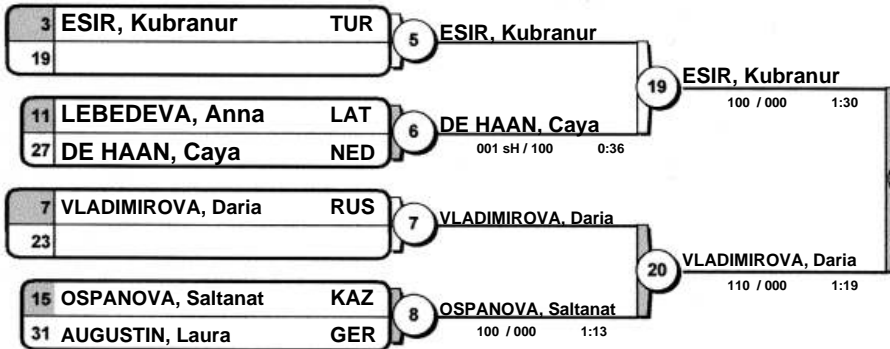 3 ESIR, Kubranur TUR
19
5 ESIR, Kubranur
11 LEBEDEVA, Anna LAT
27 DE HAAN, Caya NED
6 DE HAAN, Caya
001 sH / 100 0:36
19 ESIR, Kubranur
100 / 000 1:30
7 VLADIMIROVA, Daria RUS
23
7 VLADIMIROVA, Daria
15 OSPANOVA, Saltanat KAZ
31 AUGUSTIN, Laura GER
8 OSPANOVA, Saltanat
100 / 000 1:13
20 VLADIMIROVA, Daria
110 / 000 1:19